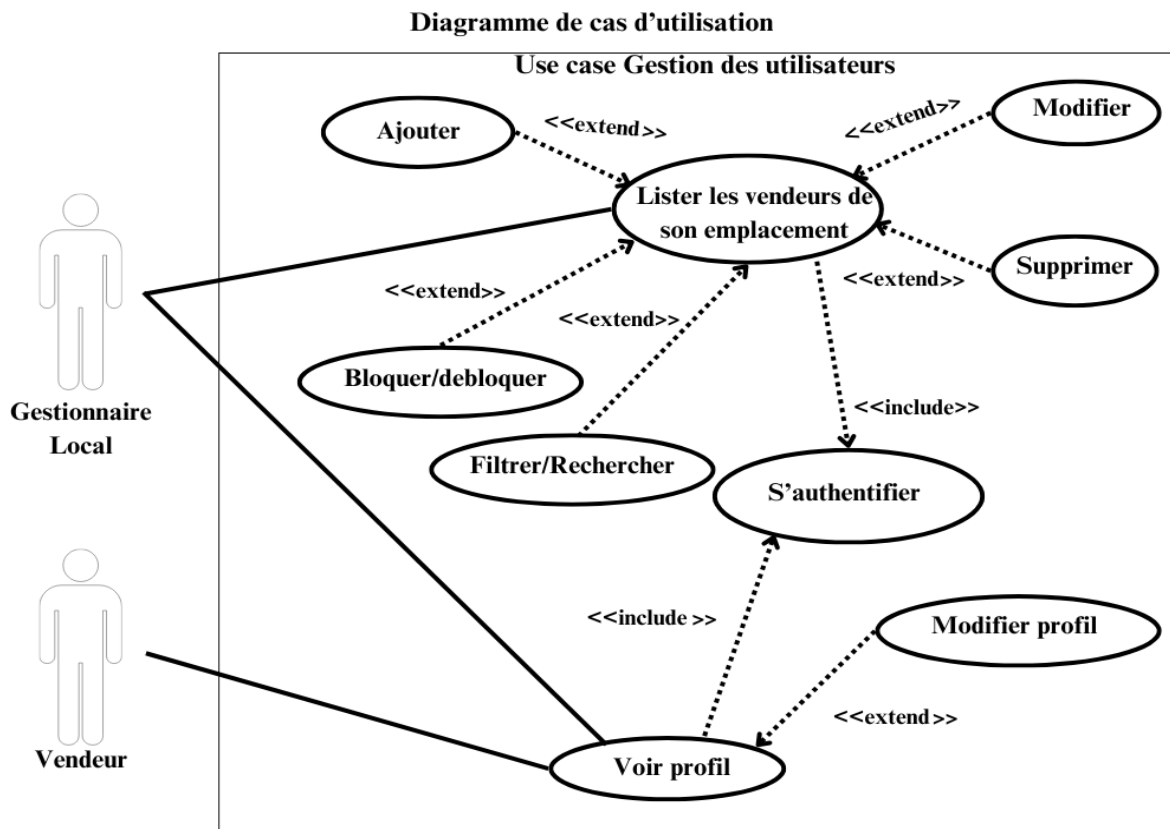 Diagramme de cas d'utilisation
Use case Gestion des utilisateurs
Ajouter
<<extend>>
<<extend>>
Modifier
Lister les vendeurs de
son emplacement
<<extend>>
Supprimer
<<extend>>
<<extend>>
Bloquer/debloquer
Gestionnaire
Local
<<include>>
Filtrer/Rechercher
S'authentifier
<<include >>
Modifier profil
<<extend>>
Vendeur
Voir profil